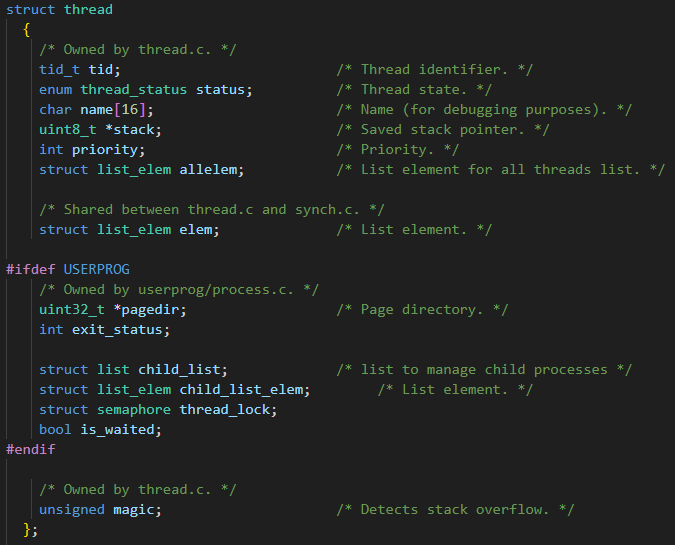 struct thread
{
/* Owned by thread.c. */
tid_t tid; /* Thread identifier. */
enum thread_status status; /* Thread state. */
char name[16]; /* Name (for debugging purposes). */
uint8_t *stack; /* Saved stack pointer. */
int priority; /* Priority. */
struct list_elem allelem; /* List element for all threads list. */
/* Shared between thread.c and synch.c. */
struct list_elem elem; /* List element. */
#ifdef USERPROG
/* Owned by userprog/process.c. */
uint32_t *pagedir; /* Page directory. */
int exit_status;
struct list child_list; /* list to manage child processes */
struct list_elem child_list_elem; /* List element. */
struct semaphore thread_lock;
bool is_waited;
#endif
/* Owned by thread.c. */
unsigned magic; /* Detects stack overflow. */
};